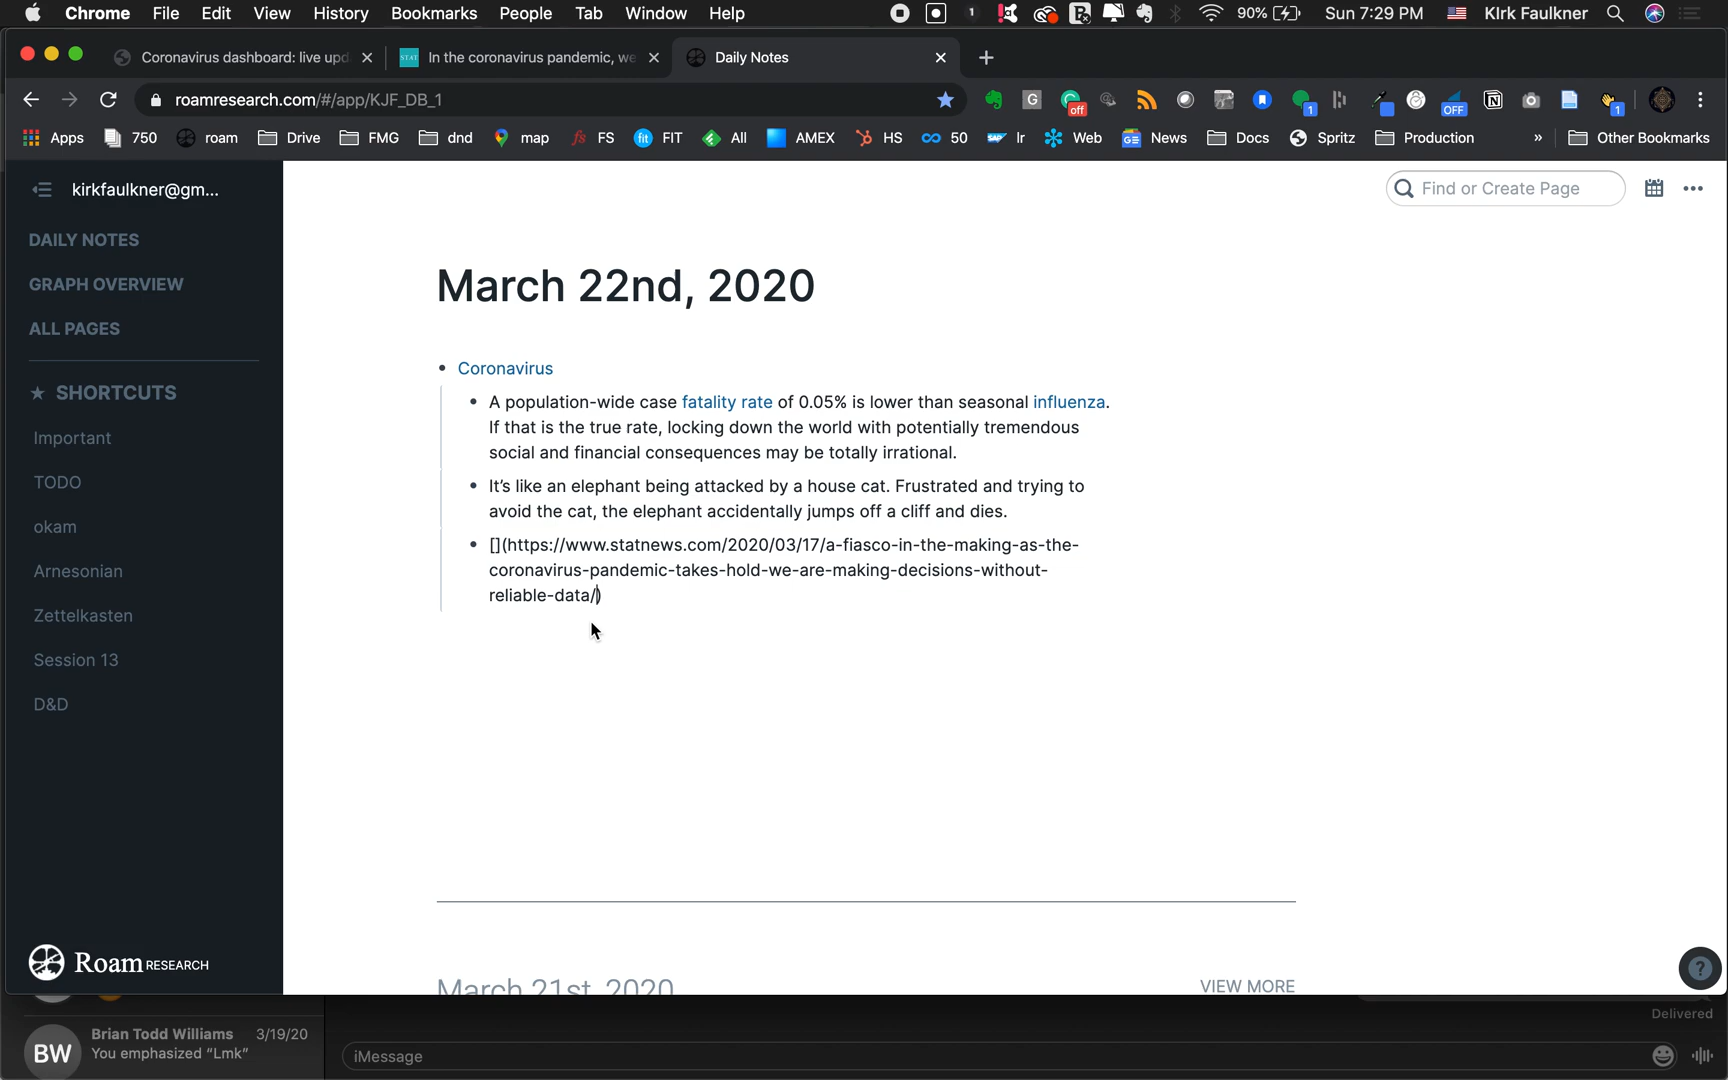 Chrome File Edit View History Bookmarks People Tab Window Help 1 90% Sun 7:29 PM KIrk Faulkner
Coronavirus dashboard: live upd
STAT In the coronavirus pandemic, we
Daily Notes
roamresearch.com/#/app/KJF_DB_1
G off 1 OFF N 1
Apps 750 roam Drive FMG dnd map fs FS fit FIT All AMEX HS 50 SAP Ir Web News Docs Spritz Production » Other Bookmarks
kirkfaulkner@gm...
Find or Create Page
DAILY NOTES
GRAPH OVERVIEW
ALL PAGES
SHORTCUTS
Important
TODO
okam
Arnesonian
Zettelkasten
Session 13
D&D
Roam RESEARCH
March 22nd, 2020
Coronavirus
A population-wide case fatality rate of 0.05% is lower than seasonal influenza.
If that is the true rate, locking down the world with potentially tremendous
social and financial consequences may be totally irrational.
It’s like an elephant being attacked by a house cat. Frustrated and trying to
avoid the cat, the elephant accidentally jumps off a cliff and dies.
[](https://www.statnews.com/2020/03/17/a-fiasco-in-the-making-as-the-
coronavirus-pandemic-takes-hold-we-are-making-decisions-without-
reliable-data/)
March 21st, 2020
VIEW MORE
?
Delivered
BW
Brian Todd Williams 3/19/20
You emphasized “Lmk”
iMessage